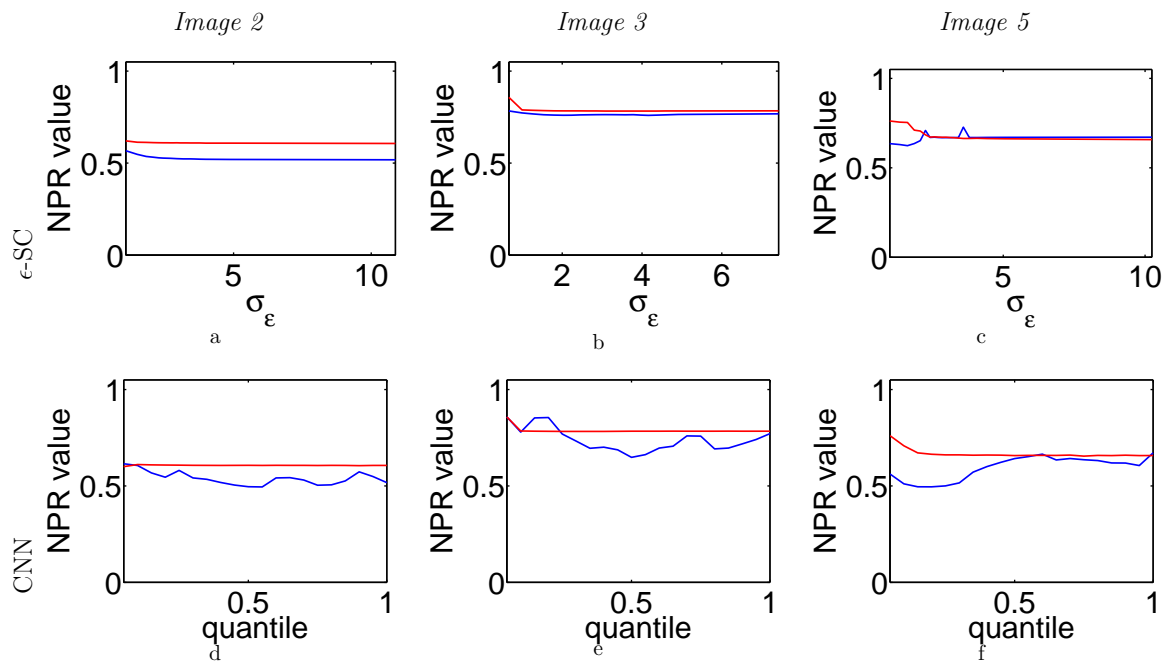 Image 2
Image 3
Image 5
ϵ-SC
NPR value
1
0.5
0
5
10
σε
a
NPR value
1
0.5
0
2
4
6
σε
b
NPR value
1
0.5
0
5
10
σε
c
CNN
NPR value
1
0.5
0
0.5
1
quantile
d
NPR value
1
0.5
0
0.5
1
quantile
e
NPR value
1
0.5
0
0.5
1
quantile
f